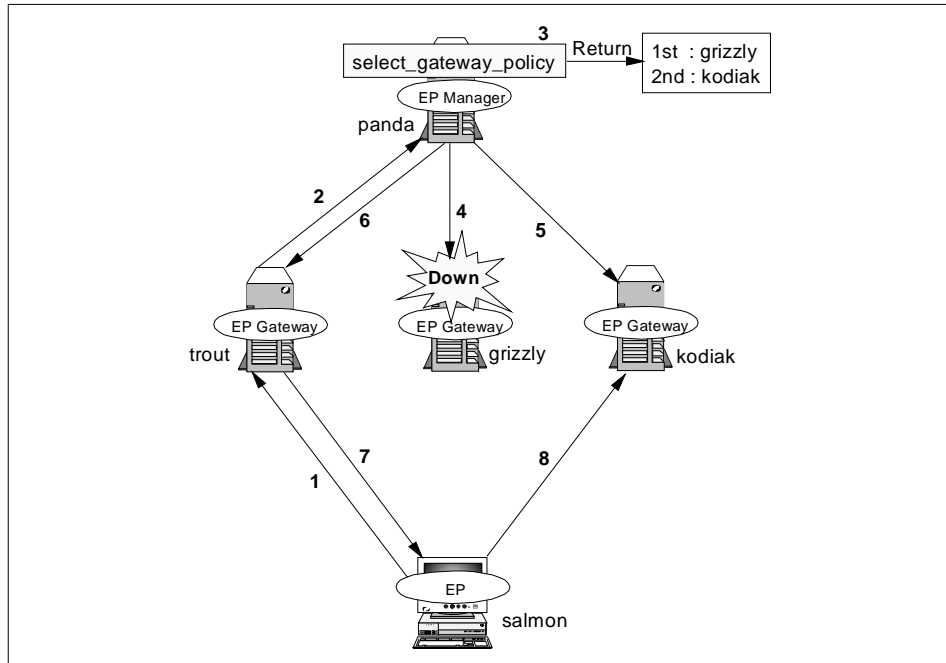 3
select_gateway_policy
Return
1st : grizzly
2nd : kodiak
EP Manager
panda
2
6
4
5
Down
EP Gateway
trout
EP Gateway
grizzly
EP Gateway
kodiak
1
7
8
EP
salmon